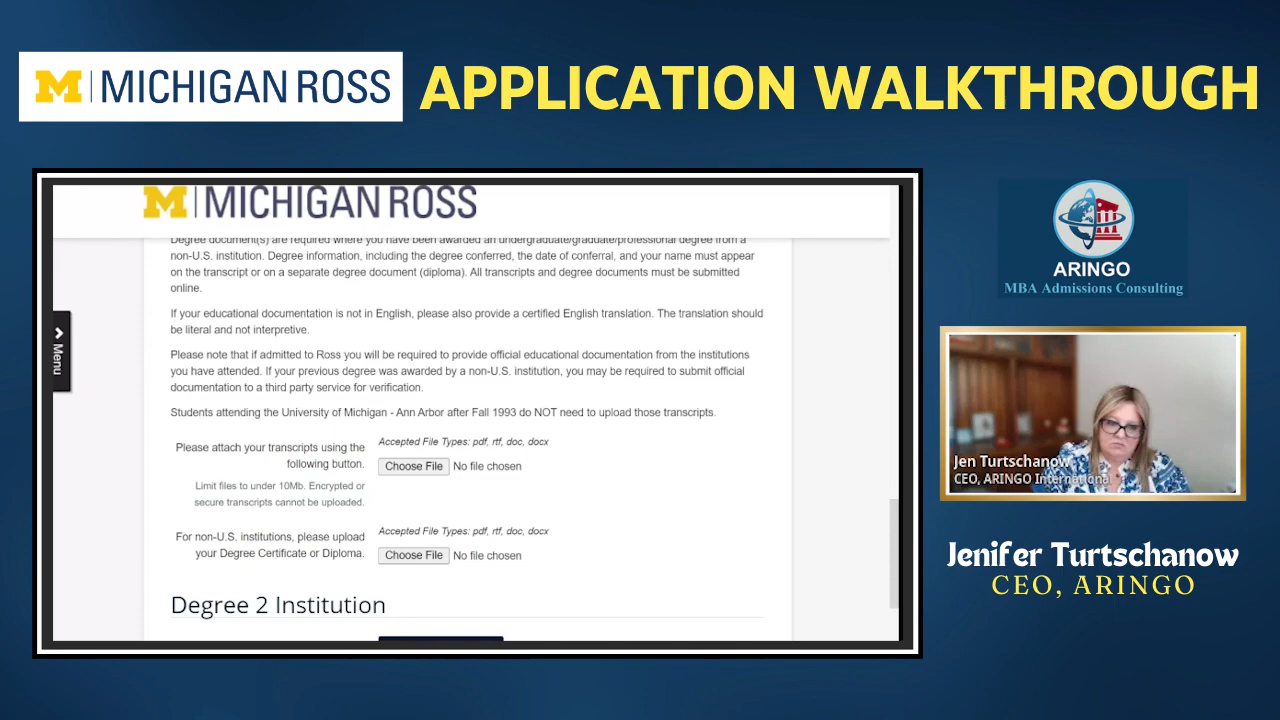 M | MICHIGAN ROSS
APPLICATION WALKTHROUGH
M | MICHIGAN ROSS
Degree document(s) are required where you have been awarded an undergraduate/graduate/professional degree from a
non-U.S. institution. Degree information, including the degree conferred, the date of conferral, and your name must appear
on the transcript or on a separate degree document (diploma). All transcripts and degree documents must be submitted
online.
If your educational documentation is not in English, please also provide a certified English translation. The translation should
be literal and not interpretive.
Please note that if admitted to Ross you will be required to provide official educational documentation from the institutions
you have attended. If your previous degree was awarded by a non-U.S. institution, you may be required to submit official
documentation to a third party service for verification.
Students attending the University of Michigan - Ann Arbor after Fall 1993 do NOT need to upload those transcripts.
Menu
Please attach your transcripts using the
following button.
Limit files to under 10Mb. Encrypted or
secure transcripts cannot be uploaded.
Accepted File Types: pdf, rtf, doc, docx
Choose File No file chosen
For non-U.S. institutions, please upload
your Degree Certificate or Diploma.
Accepted File Types: pdf, rtf, doc, docx
Choose File No file chosen
Degree 2 Institution
ARINGO
MBA Admissions Consulting
Jen Turtschanow
CEO, ARINGO International
Jenifer Turtschanow
CEO, ARINGO